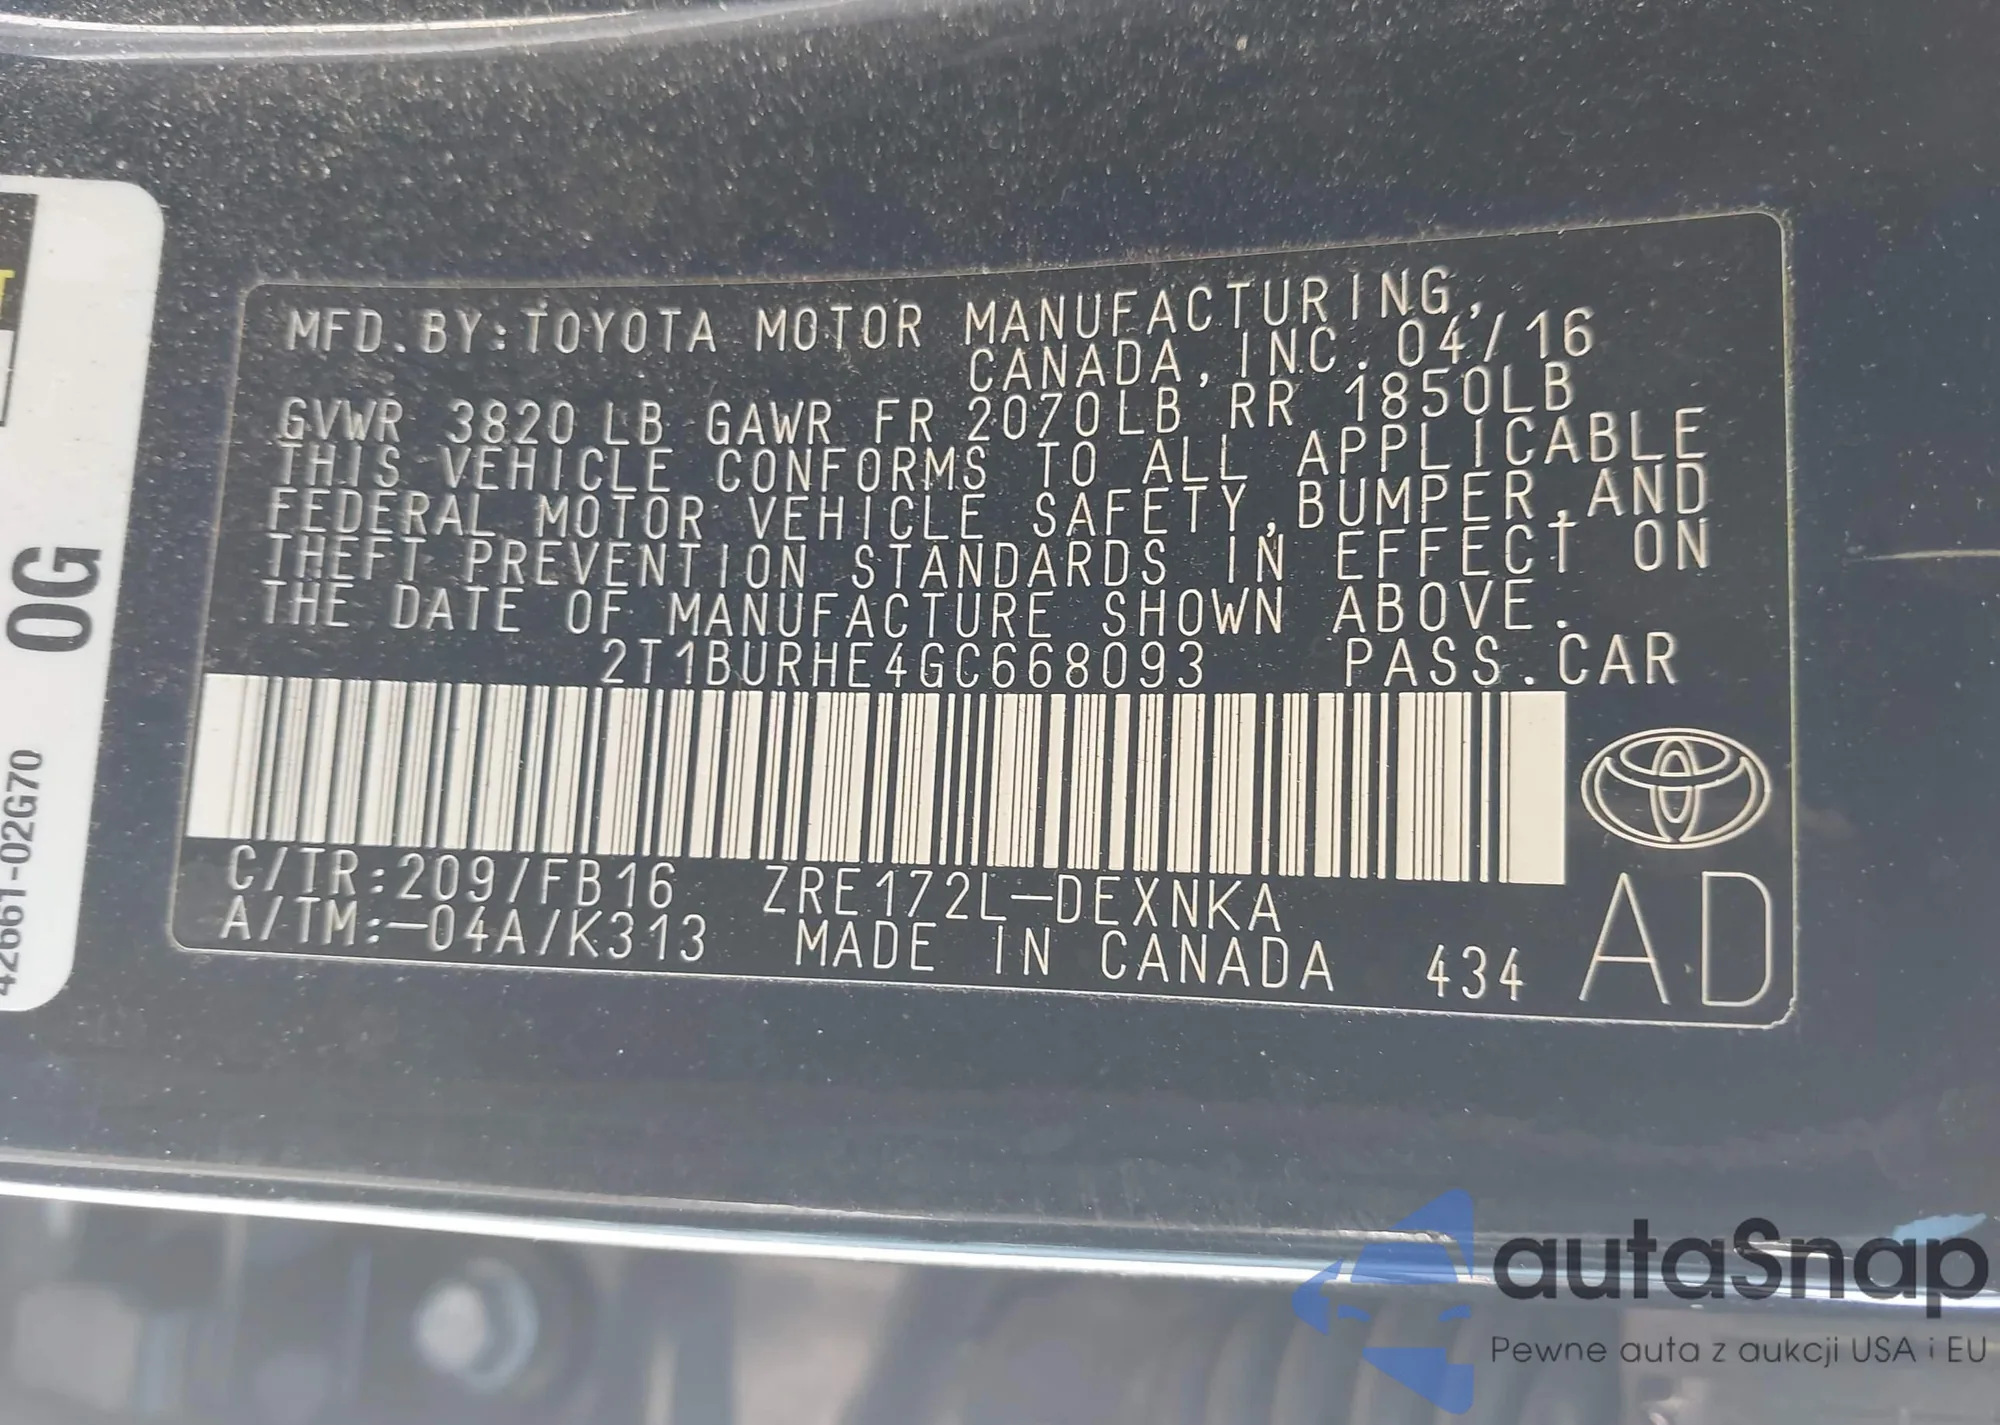 MFD.BY:TOYOTA MOTOR MANUFACTURING,
CANADA,INC.04/16
GVWR 3820LB GAWR FR 2070LB RR 1850LB
THIS VEHICLE CONFORMS TO ALL APPLICABLE
FEDERAL MOTOR VEHICLE SAFETY,BUMPER,AND
THEFT PREVENTION STANDARDS IN EFFECT ON
THE DATE OF MANUFACTURE SHOWN ABOVE.
2T1BURHE4GC668093 PASS.CAR
C/TR:209/FB16 ZRE172L-DEXNKA
A/TM:-04A/K313 MADE IN CANADA 434
AD
0G
42661-02G70
autaSnap
Pewne auta z aukcji USA i EU